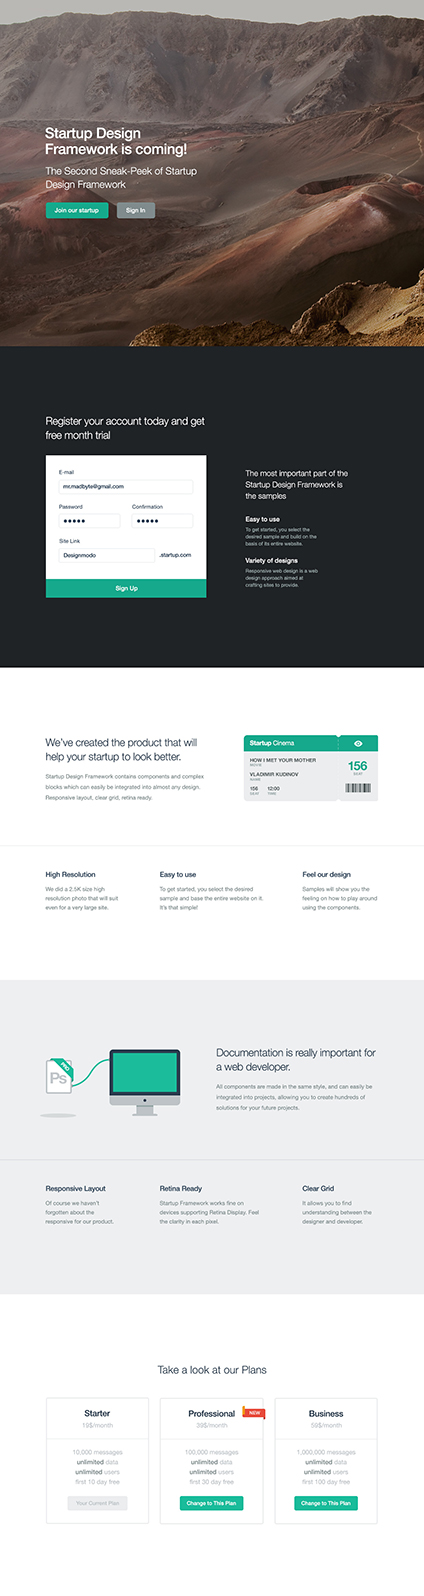 Startup Design
Framework is coming!
The Second Sneak-Peek of Startup
Design Framework
Join our startup
Sign In
Register your account today and get
free month trial
E-mail
mr.madbyte@gmail.com
Password
Confirmation
Site Link
Designmodo
.startup.com
Sign Up
The most important part of the
Startup Design Framework is
the samples
Easy to use
To get started, you select the
desired sample and build on the
basis of its entire website.
Variety of designs
Responsive web design is a web
design approach aimed at
crafting sites to provide.
We've created the product that will
help your startup to look better.
Startup Design Framework contains components and complex
blocks which can easily be integrated into almost any design.
Responsive layout, clear grid, retina ready.
Startup Cinema
HOW I MET YOUR MOTHER
MOVIE
VLADIMIR KUDINOV
NAME
156
SEAT
12:00
TIME
156
SEAT
High Resolution
We did a 2.5K size high
resolution photo that will suit
even for a very large site.
Easy to use
To get started, you select the desired
sample and base the entire website on it.
It's that simple!
Feel our design
Samples will show you the
feeling on how to play around
using the components.
PRO
Ps
Documentation is really important for
a web developer.
All components are made in the same style, and can easily be
integrated into projects, allowing you to create hundreds of
solutions for your future projects.
Responsive Layout
Of course we haven't
forgotten about the
responsive for our product.
Retina Ready
Startup Framework works fine on
devices supporting Retina Display. Feel
the clarity in each pixel.
Clear Grid
It allows you to find
understanding between the
designer and developer.
Take a look at our Plans
Starter
19$/month
10,000 messages
unlimited data
unlimited users
first 10 day free
Your Current Plan
Professional
NEW
39$/month
100,000 messages
unlimited data
unlimited users
first 30 day free
Change to This Plan
Business
59$/month
1,000,000 messages
unlimited data
unlimited users
first 100 day free
Change to This Plan